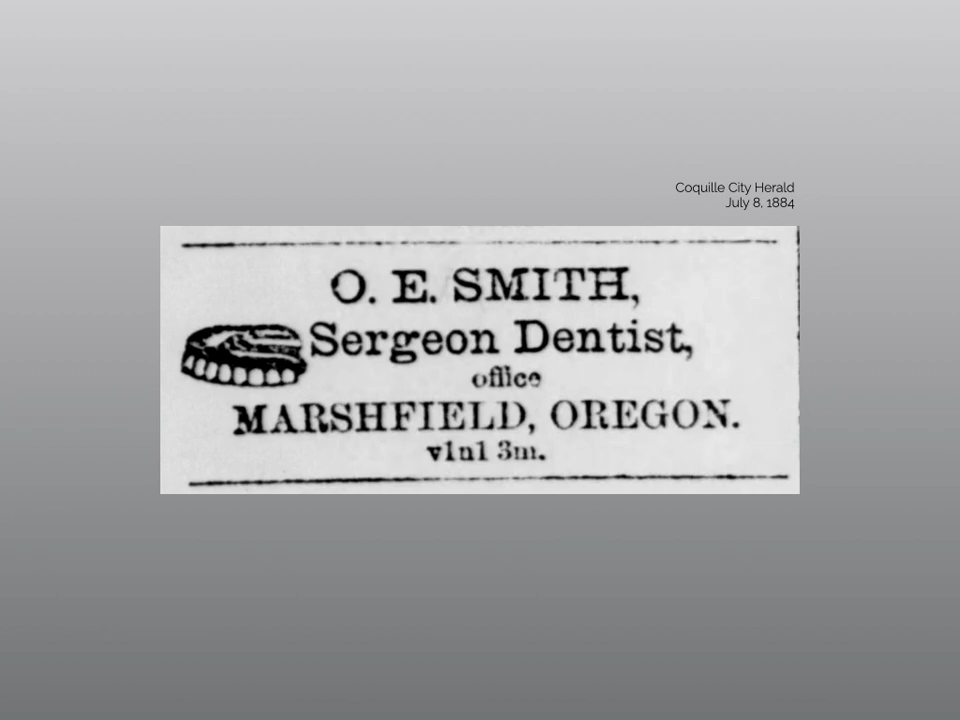 Coquille City Herald
July 8, 1884
O. E. SMITH,
Sergeon Dentist,
office
MARSHFIELD, OREGON.
v1n1 3m.